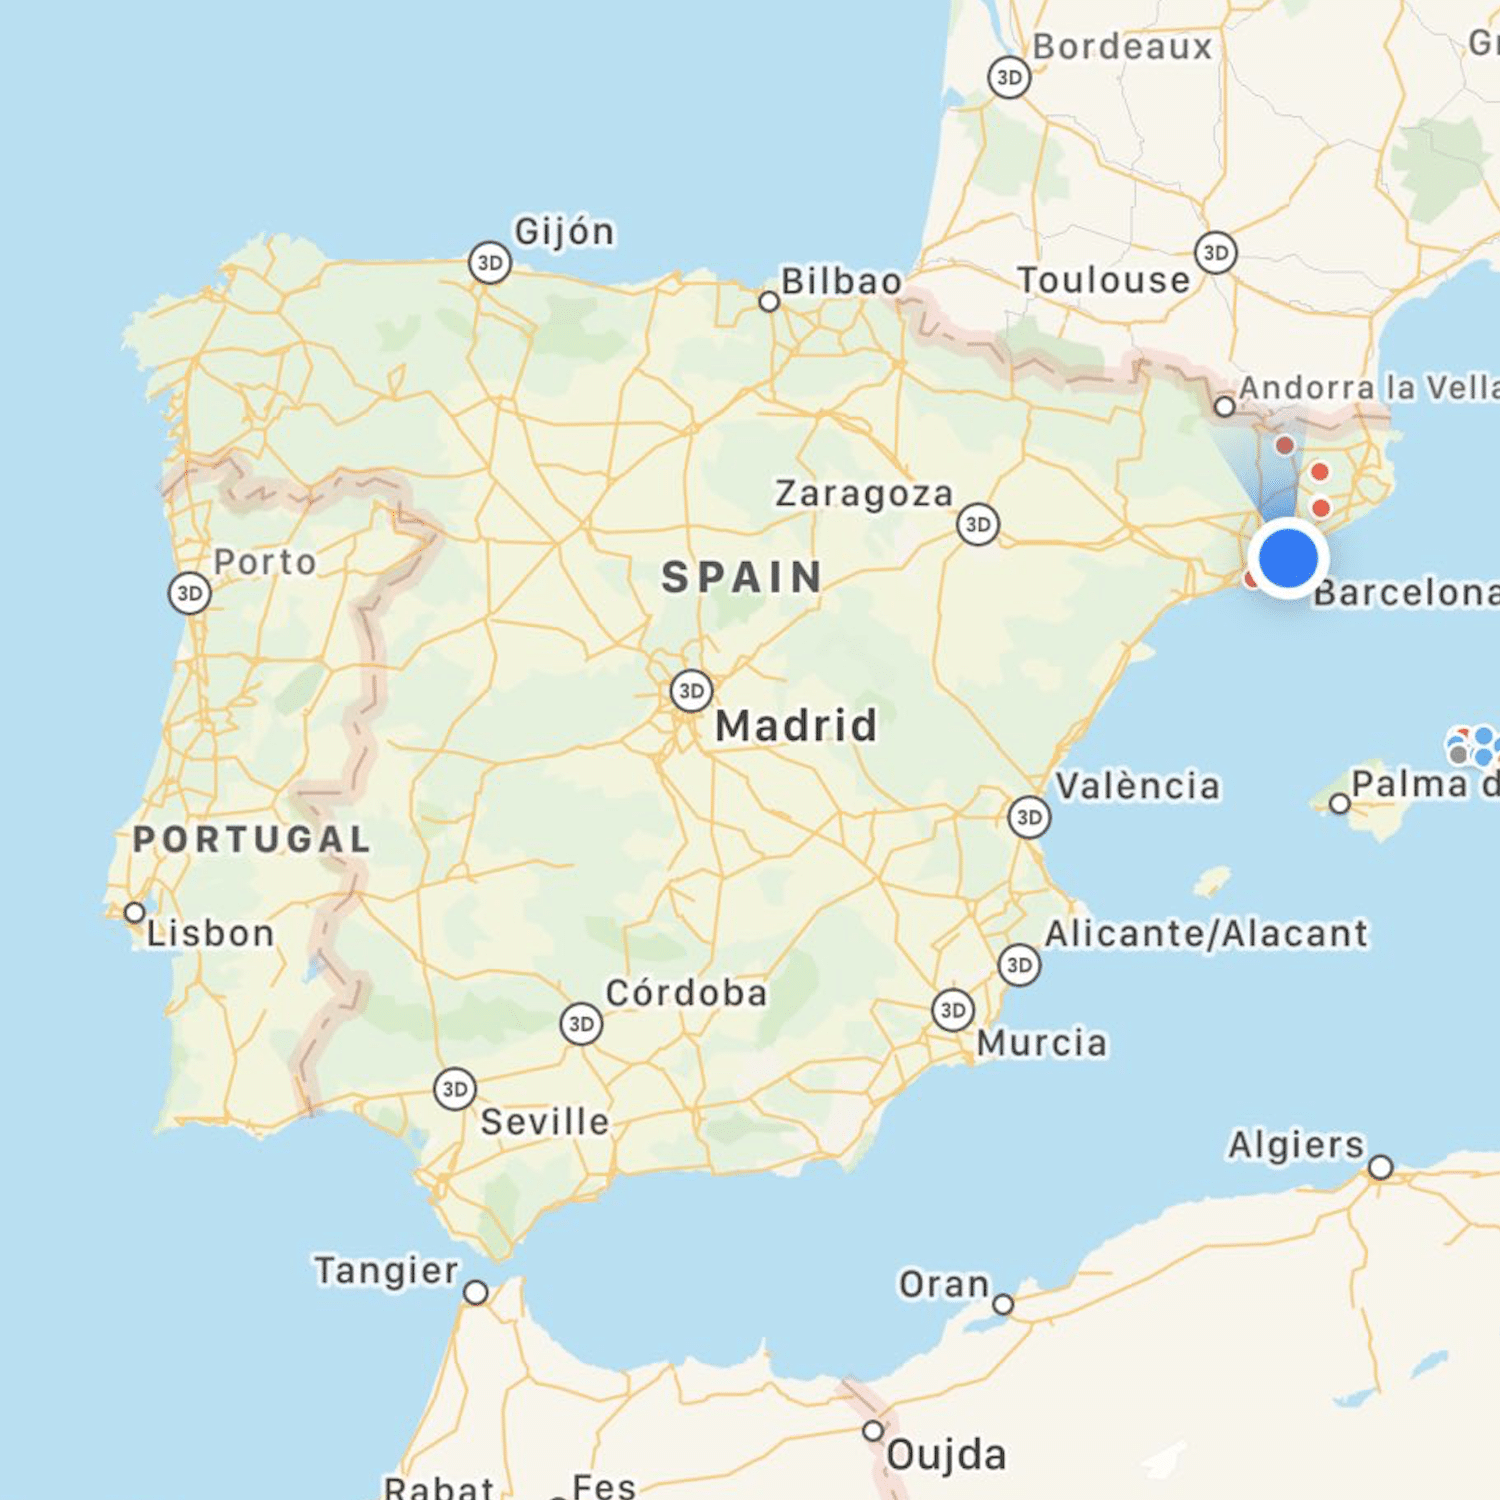 Bordeaux
3D
Gijón
3D
3D
Bilbao
Toulouse
Andorra la Vella
Zaragoza
3D
Porto
3D
SPAIN
Barcelona
3D
Madrid
València
3D
Palma d
PORTUGAL
Lisbon
Alicante/Alacant
3D
Córdoba
3D
3D
Murcia
3D
Seville
Algiers
Tangier
Oran
Oujda
Rabat
Fes